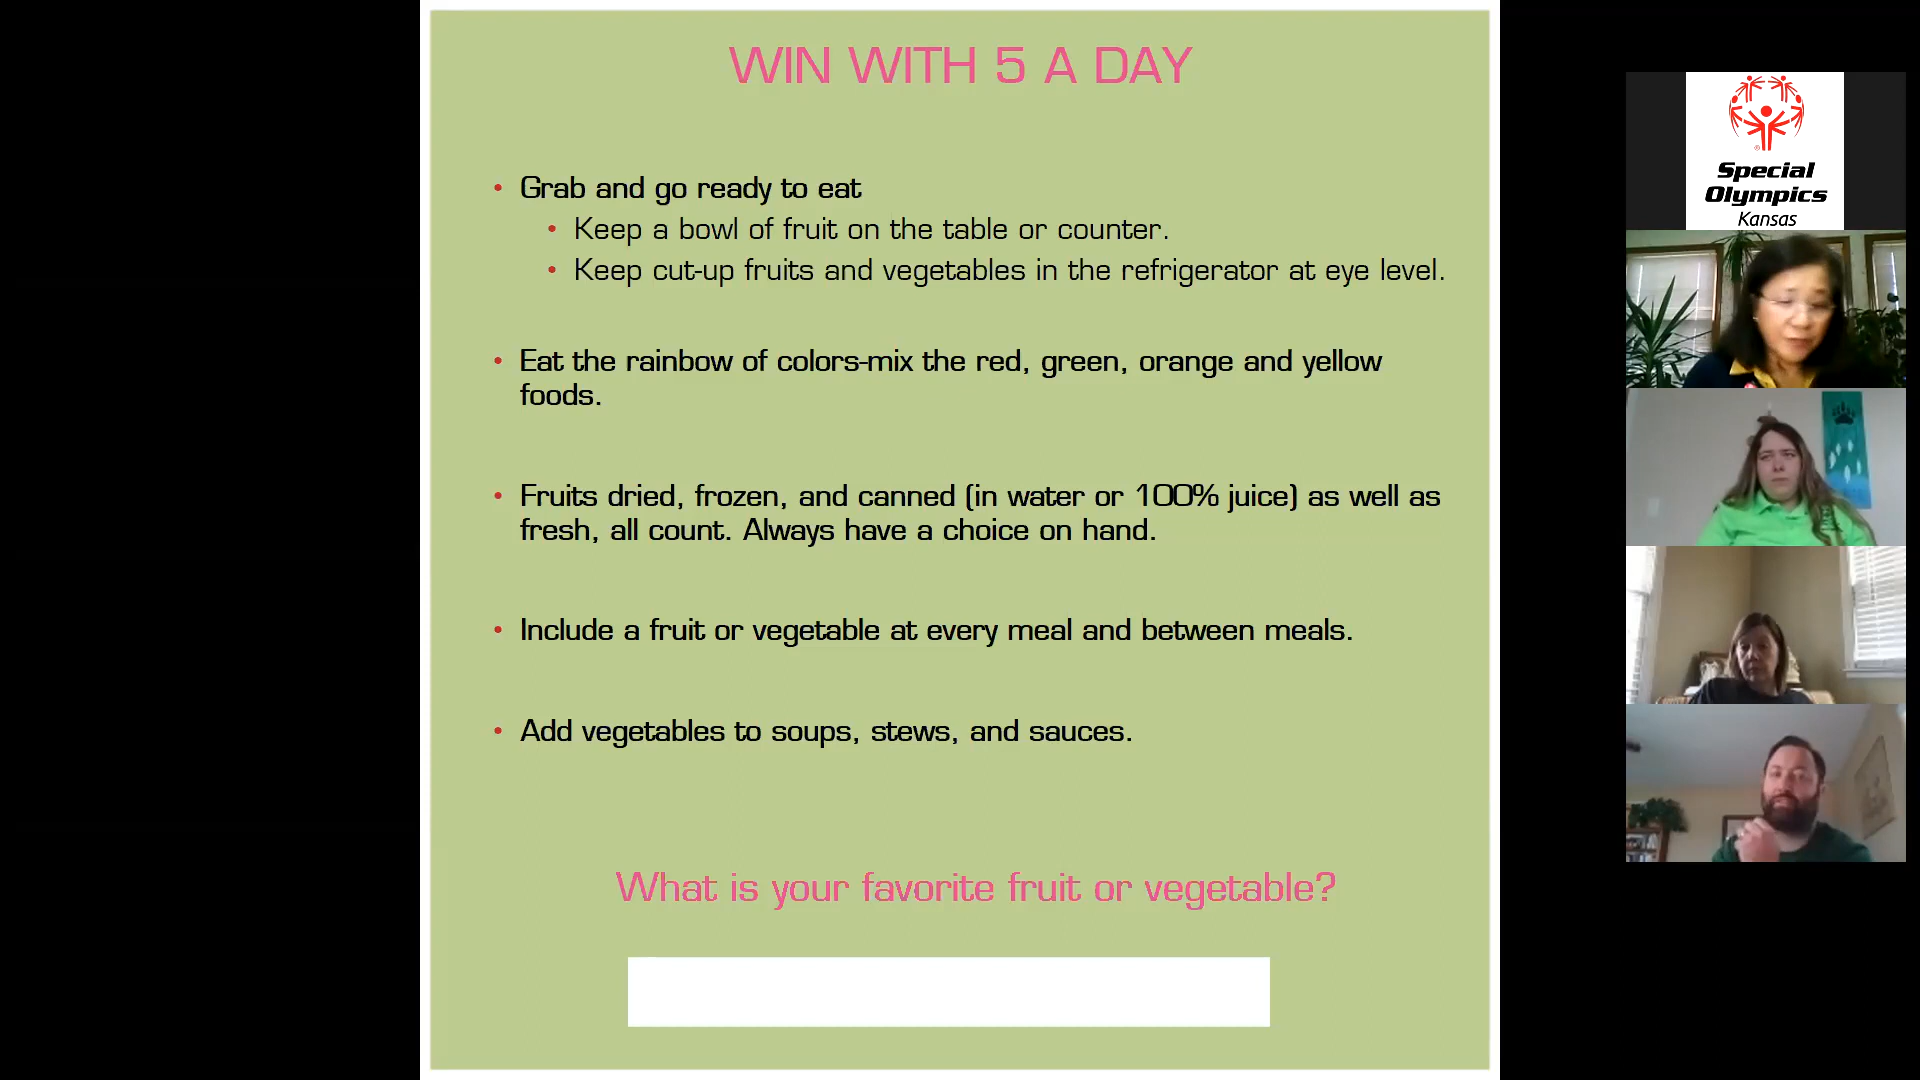 WIN WITH 5 A DAY
• Grab and go ready to eat
• Keep a bowl of fruit on the table or counter.
• Keep cut-up fruits and vegetables in the refrigerator at eye level.
• Eat the rainbow of colors-mix the red, green, orange and yellow
foods.
• Fruits dried, frozen, and canned (in water or 100% juice) as well as
fresh, all count. Always have a choice on hand.
• Include a fruit or vegetable at every meal and between meals.
• Add vegetables to soups, stews, and sauces.
What is your favorite fruit or vegetable?
Special
Olympics
Kansas